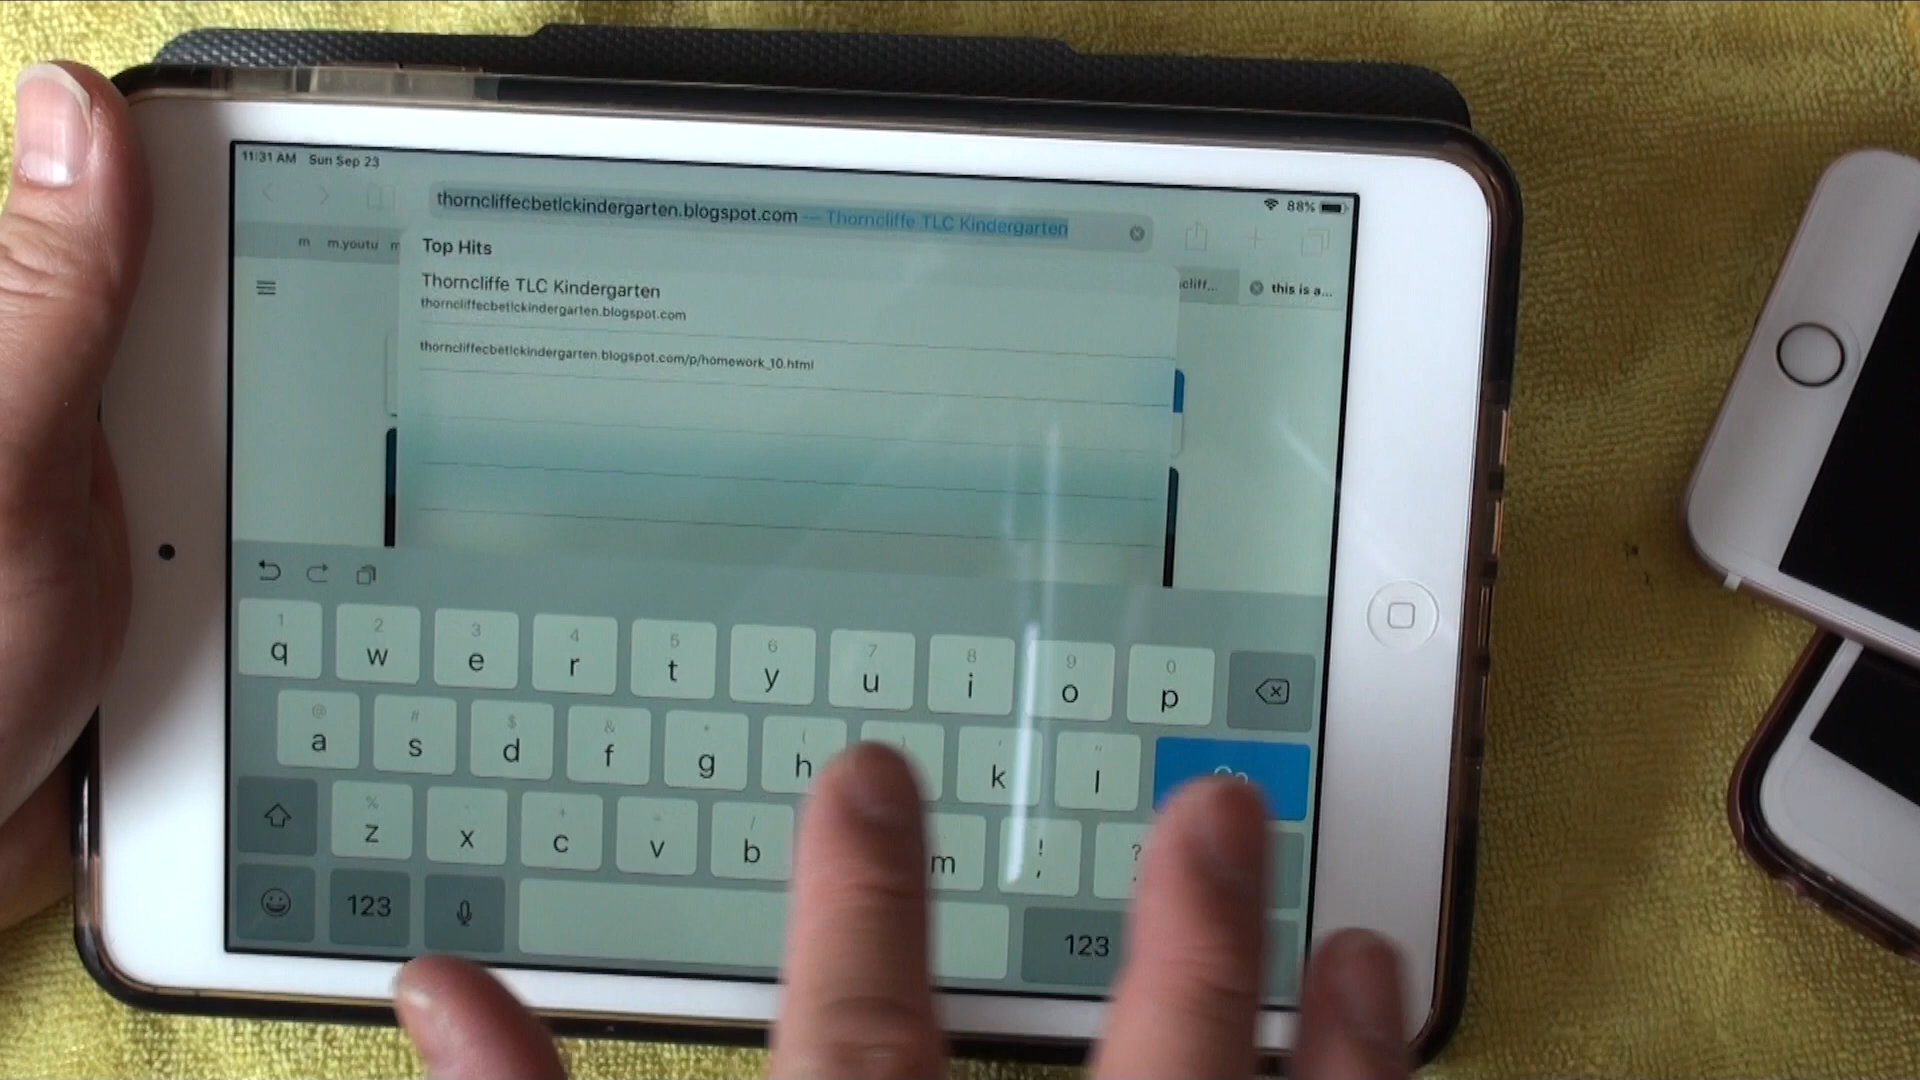 11:31 AM Sun Sep 23
88%
thorncliffecbetlckindergarten.blogspot.com — Thorncliffe TLC Kindergarten
m m.youtu m
Top Hits
cliff... this is a...
Thorncliffe TLC Kindergarten
thorncliffecbetlckindergarten.blogspot.com
thorncliffecbetlckindergarten.blogspot.com/p/homework_10.html
1 2 3 4 5 6 7 8 9 0
q w e r t y u i o p
@ # $ & * ( ) ' "
a s d f g h k l
% - + = / !  ?
z x c v b m , .
123 123